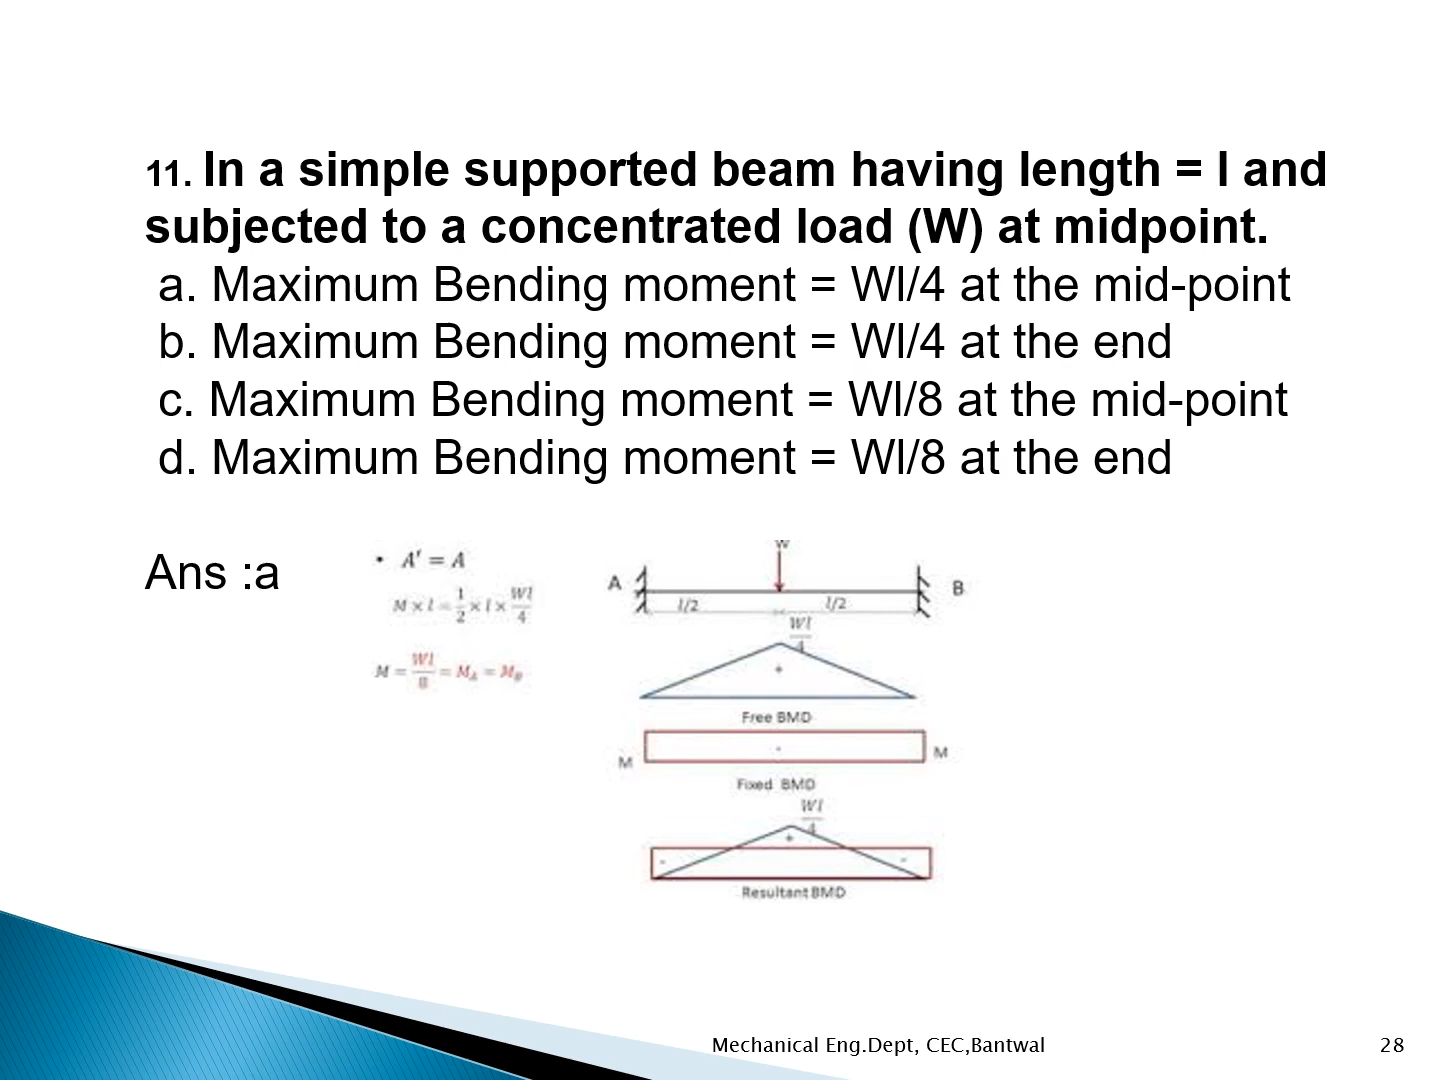 11. In a simple supported beam having length = l and
subjected to a concentrated load (W) at midpoint.
a. Maximum Bending moment = Wl/4 at the mid-point
b. Maximum Bending moment = Wl/4 at the end
c. Maximum Bending moment = Wl/8 at the mid-point
d. Maximum Bending moment = Wl/8 at the end
Ans :a
• A' = A
M × l = 1/2 × l × Wl/4
M = Wl/8 = M_A = M_B
W
A
B
l/2 l/2
Wl/4
+
Free BMD
M - M
Fixed BMD
Wl/4
- + -
Resultant BMD
Mechanical Eng.Dept, CEC,Bantwal
28